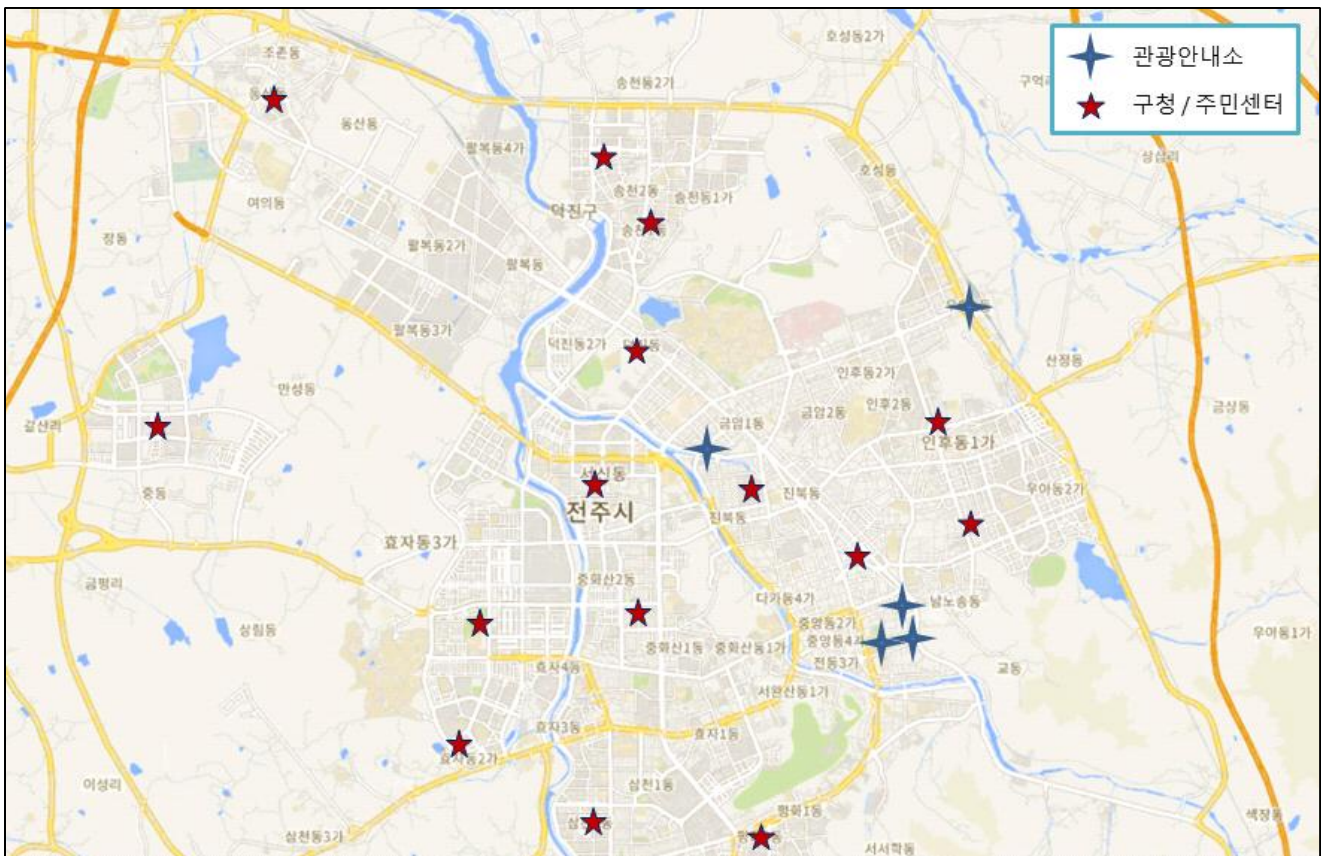 관광안내소
구청 / 주민센터
조촌동
호성동2가
송천동2가
동산동
팔복동4가
호성동
상삼리
송천2동
송천동1가
여의동
덕진구
장동
팔복동2가
팔복동
팔복동3가
덕진동2가
산정동
인후동2가
만성동
인후2동
금상동
갈산리
금암1동
금암2동
인후동1가
서신동
우아동2가
중동
진북동
전주시
진북동
효자동3가
금평리
중화산2동
다가동4가
남노송동
상림동
중앙동2가
우아동1가
중앙동4
중화산1동
중화산동1가
전동3가
효자4동
교동
서완산동1가
효자3동
효자1동
효자동2가
이성리
삼천1동
색장동
평화1동
삼천동3가
서서학동